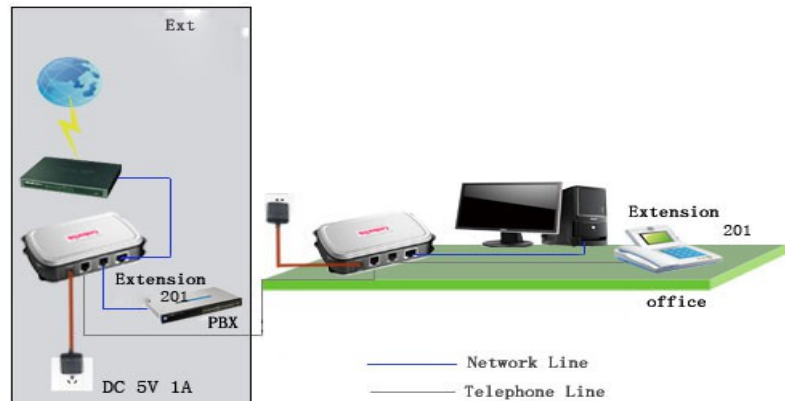 Ext
Extension
201
PBX
DC 5V 1A
Extension
201
office
Network Line
Telephone Line